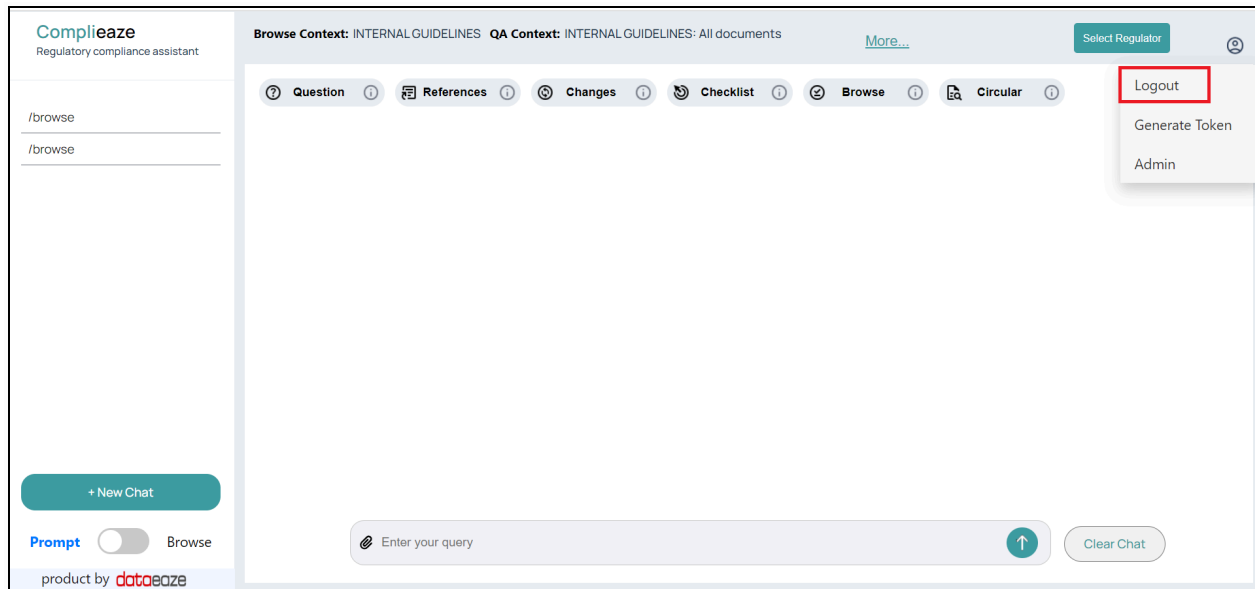 Complieaze
Regulatory compliance assistant
Browse Context: INTERNAL GUIDELINES QA Context: INTERNAL GUIDELINES: All documents
More...
Select Regulator
Logout
Generate Token
Admin
Question
References
Changes
Checklist
Browse
Circular
/browse
/browse
+ New Chat
Prompt
Browse
product by dataeaze
Enter your query
Clear Chat